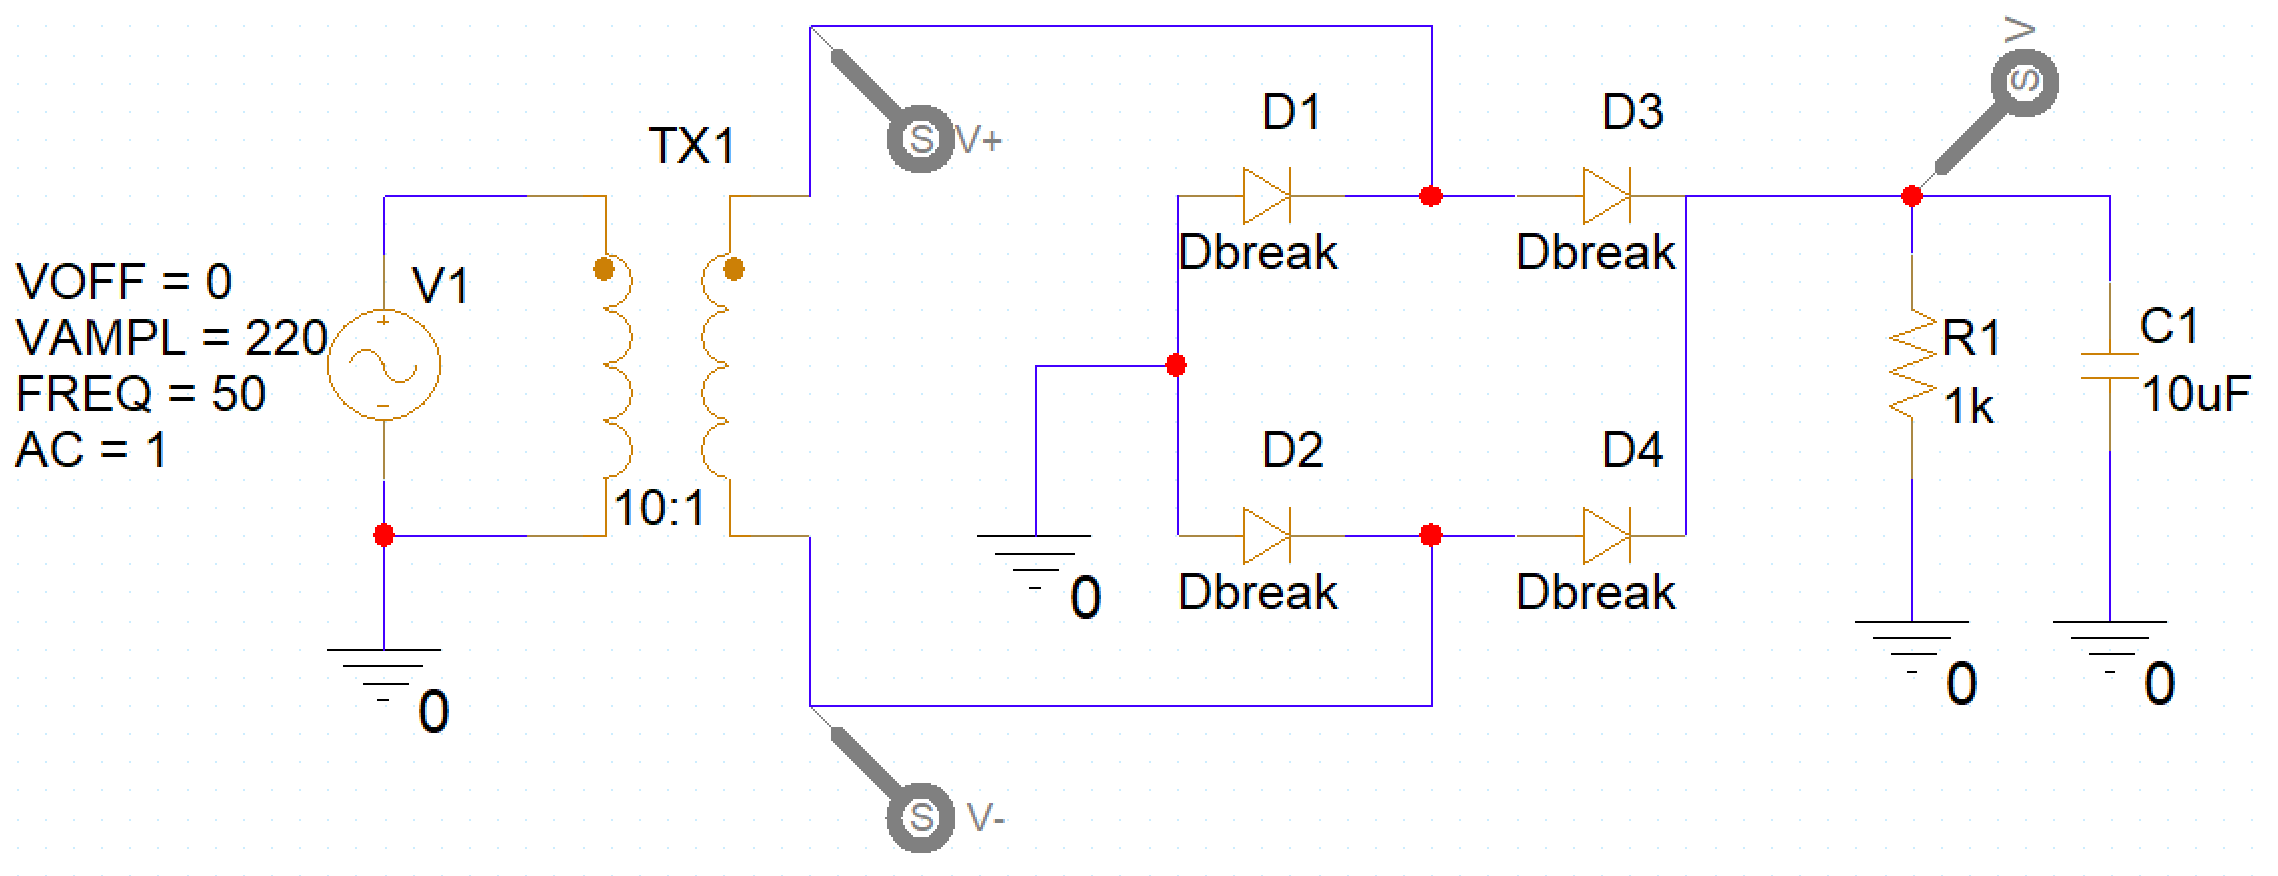 V
D1
D3
TX1
S V+
Dbreak
Dbreak
VOFF = 0
VAMPL = 220
FREQ = 50
AC = 1
V1
R1
1k
C1
10uF
D2
D4
10:1
0
Dbreak
Dbreak
0
0
0
S V-
S